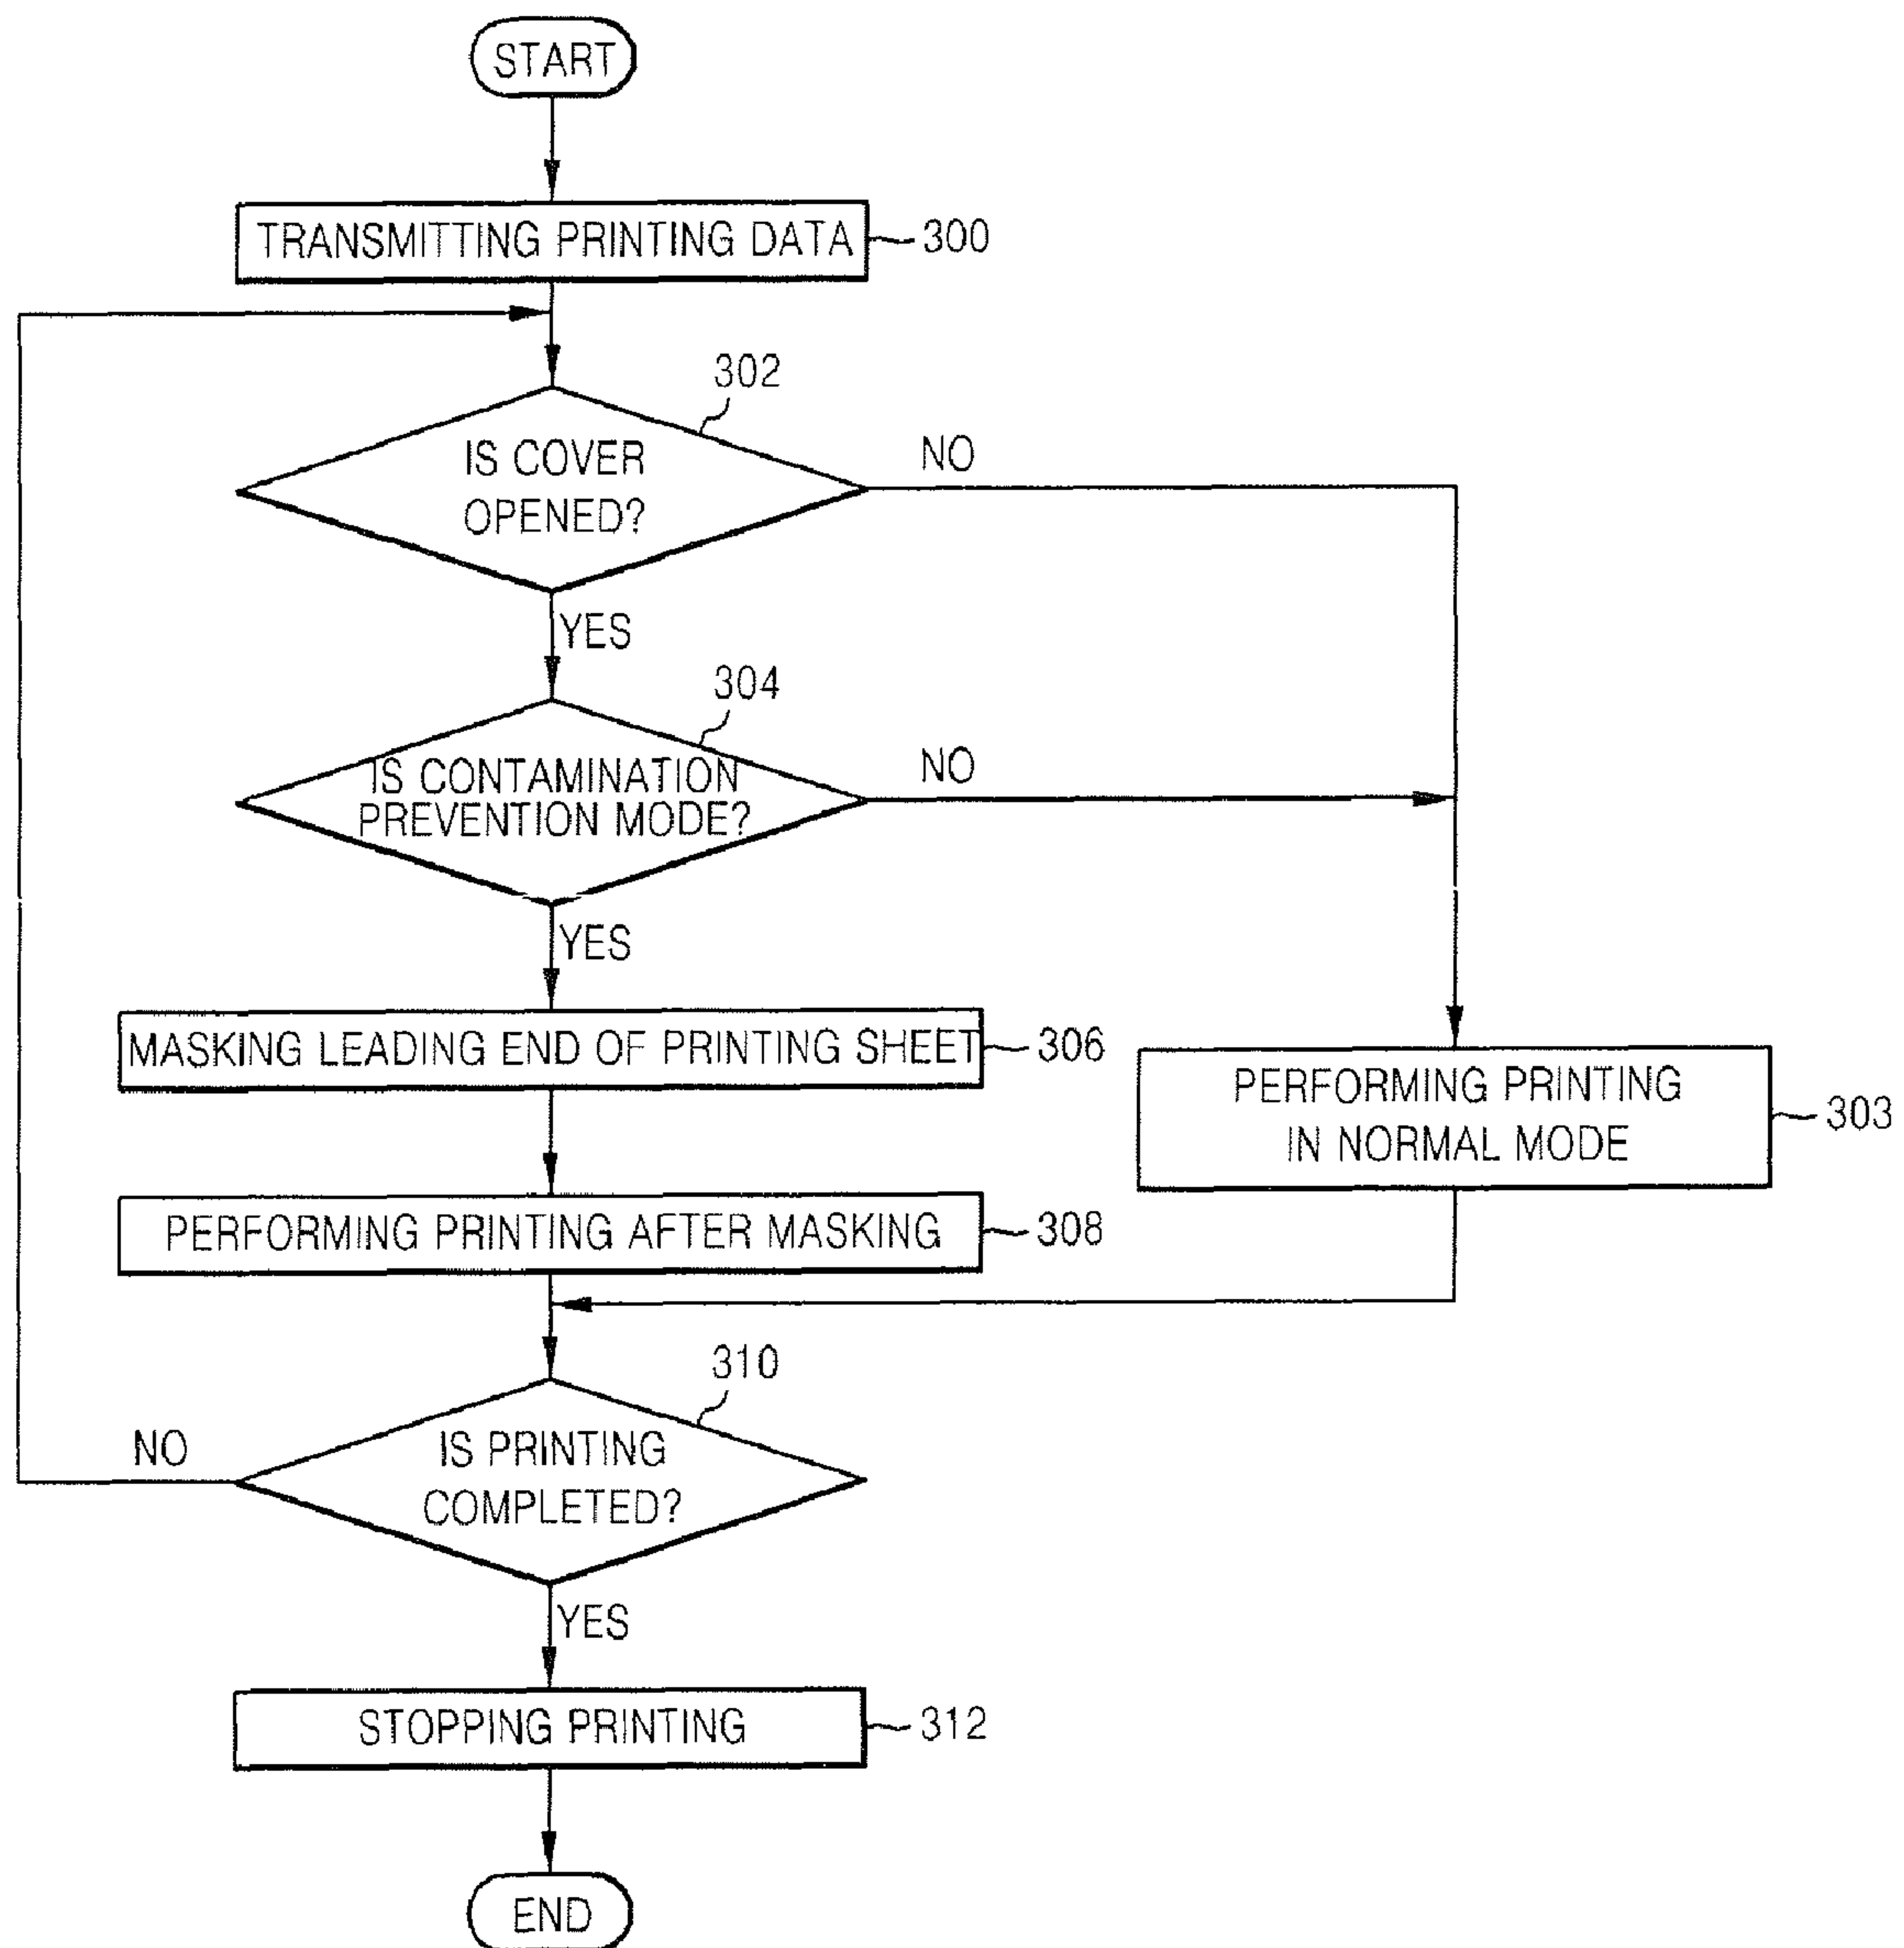 START
TRANSMITTING PRINTING DATA
300
302
IS COVER
OPENED?
NO
YES
304
IS CONTAMINATION
PREVENTION MODE?
NO
YES
MASKING LEADING END OF PRINTING SHEET
306
PERFORMING PRINTING
IN NORMAL MODE
303
PERFORMING PRINTING AFTER MASKING
308
310
IS PRINTING
COMPLETED?
NO
YES
STOPPING PRINTING
312
END